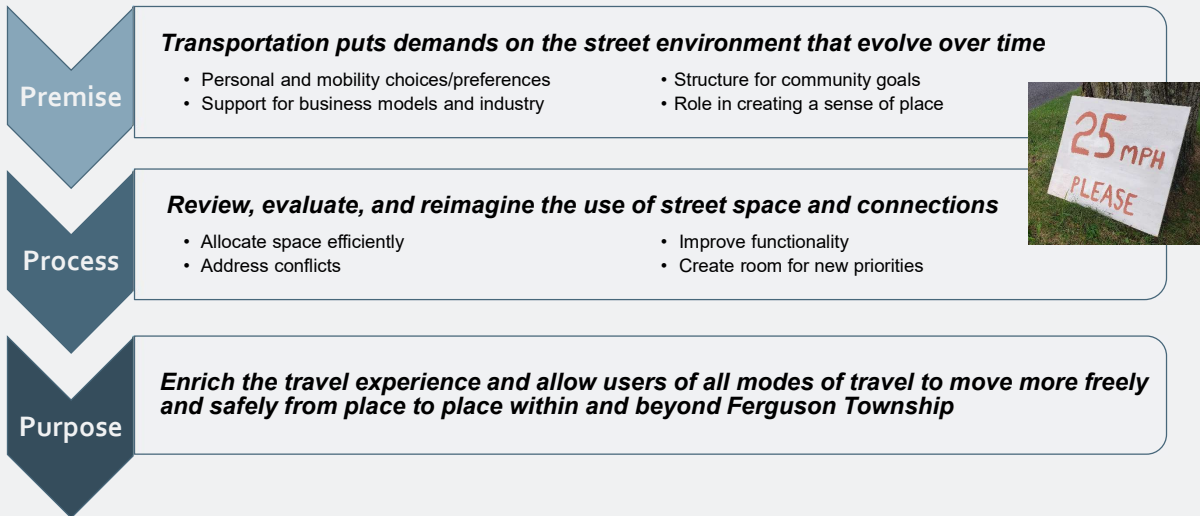 Premise
Transportation puts demands on the street environment that evolve over time
• Personal and mobility choices/preferences
• Support for business models and industry
• Structure for community goals
• Role in creating a sense of place
25 MPH
PLEASE
Process
Review, evaluate, and reimagine the use of street space and connections
• Allocate space efficiently
• Address conflicts
• Improve functionality
• Create room for new priorities
Purpose
Enrich the travel experience and allow users of all modes of travel to move more freely
and safely from place to place within and beyond Ferguson Township